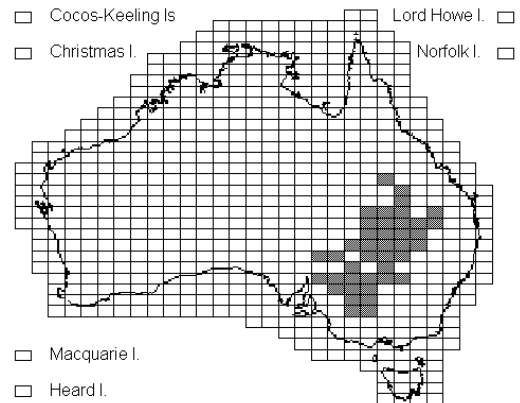 Cocos-Keeling Is
Lord Howe I.
Christmas I.
Norfolk I.
Macquarie I.
Heard I.